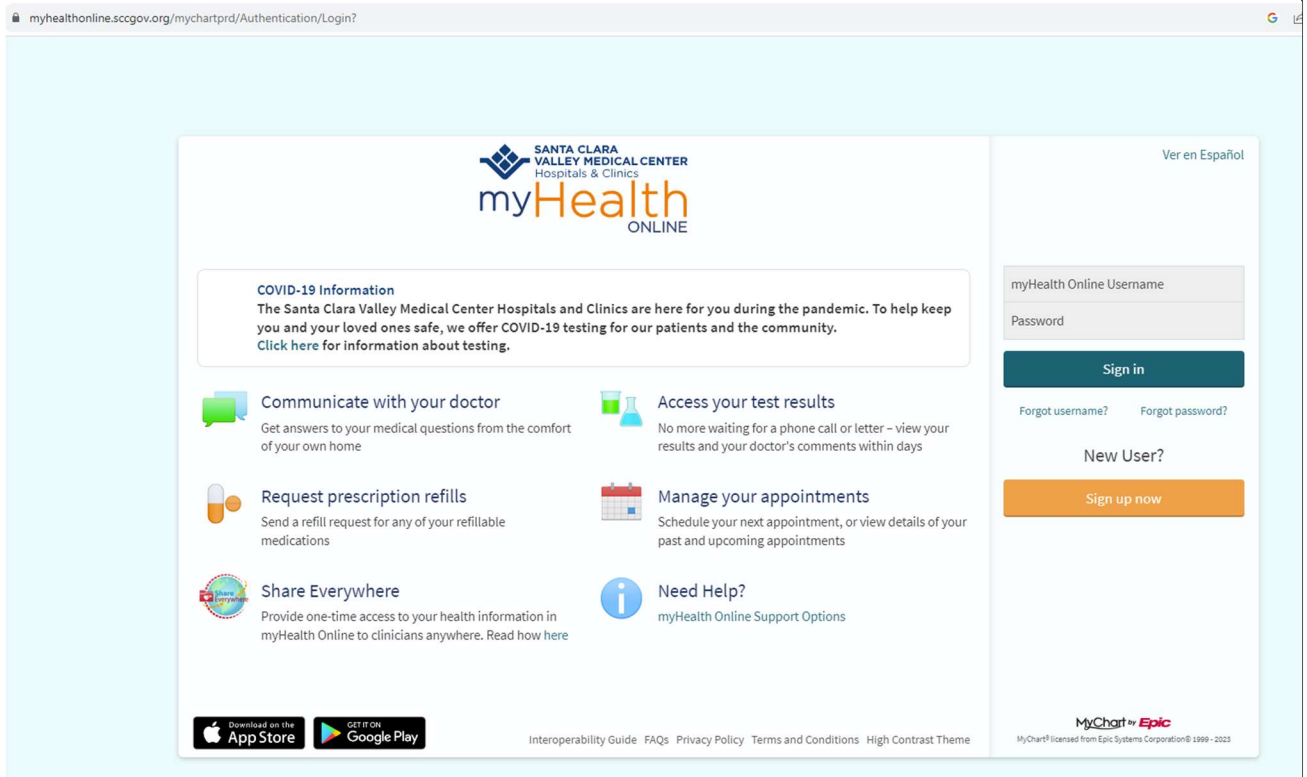 myhealthonline.sccgov.org/mychartprd/Authentication/Login?
SANTA CLARA
VALLEY MEDICAL CENTER
Hospitals & Clinics
myHealth
ONLINE
Ver en Español
COVID-19 Information
The Santa Clara Valley Medical Center Hospitals and Clinics are here for you during the pandemic. To help keep
you and your loved ones safe, we offer COVID-19 testing for our patients and the community.
Click here for information about testing.
Communicate with your doctor
Get answers to your medical questions from the comfort
of your own home
Access your test results
No more waiting for a phone call or letter – view your
results and your doctor's comments within days
Request prescription refills
Send a refill request for any of your refillable
medications
Manage your appointments
Schedule your next appointment, or view details of your
past and upcoming appointments
Share
Everywhere
Share Everywhere
Provide one-time access to your health information in
myHealth Online to clinicians anywhere. Read how here
Need Help?
myHealth Online Support Options
myHealth Online Username
Password
Sign in
Forgot username? Forgot password?
New User?
Sign up now
Download on the
App Store
GET IT ON
Google Play
Interoperability Guide FAQs Privacy Policy Terms and Conditions High Contrast Theme
MyChart by Epic
MyChart® licensed from Epic Systems Corporation© 1999 - 2023